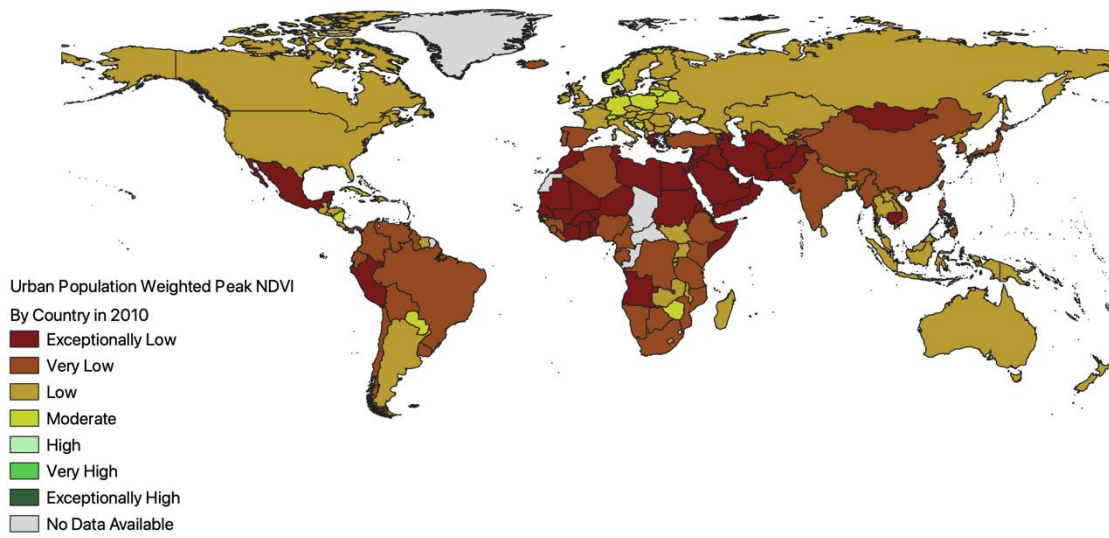 Urban Population Weighted Peak NDVI
By Country in 2010
Exceptionally Low
Very Low
Low
Moderate
High
Very High
Exceptionally High
No Data Available